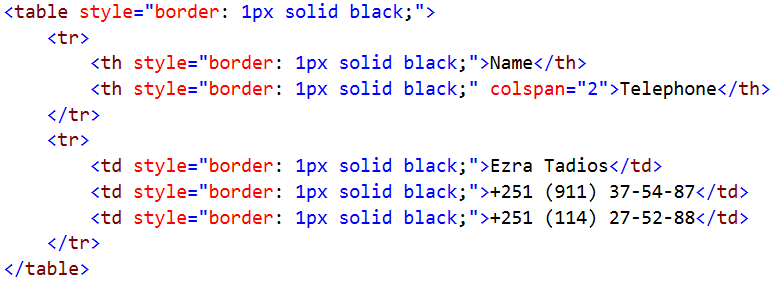 <table style="border: 1px solid black;">
    <tr>
        <th style="border: 1px solid black;">Name</th>
        <th style="border: 1px solid black;" colspan="2">Telephone</th>
    </tr>
    <tr>
        <td style="border: 1px solid black;">Ezra Tadios</td>
        <td style="border: 1px solid black;">+251 (911) 37-54-87</td>
        <td style="border: 1px solid black;">+251 (114) 27-52-88</td>
    </tr>
</table>